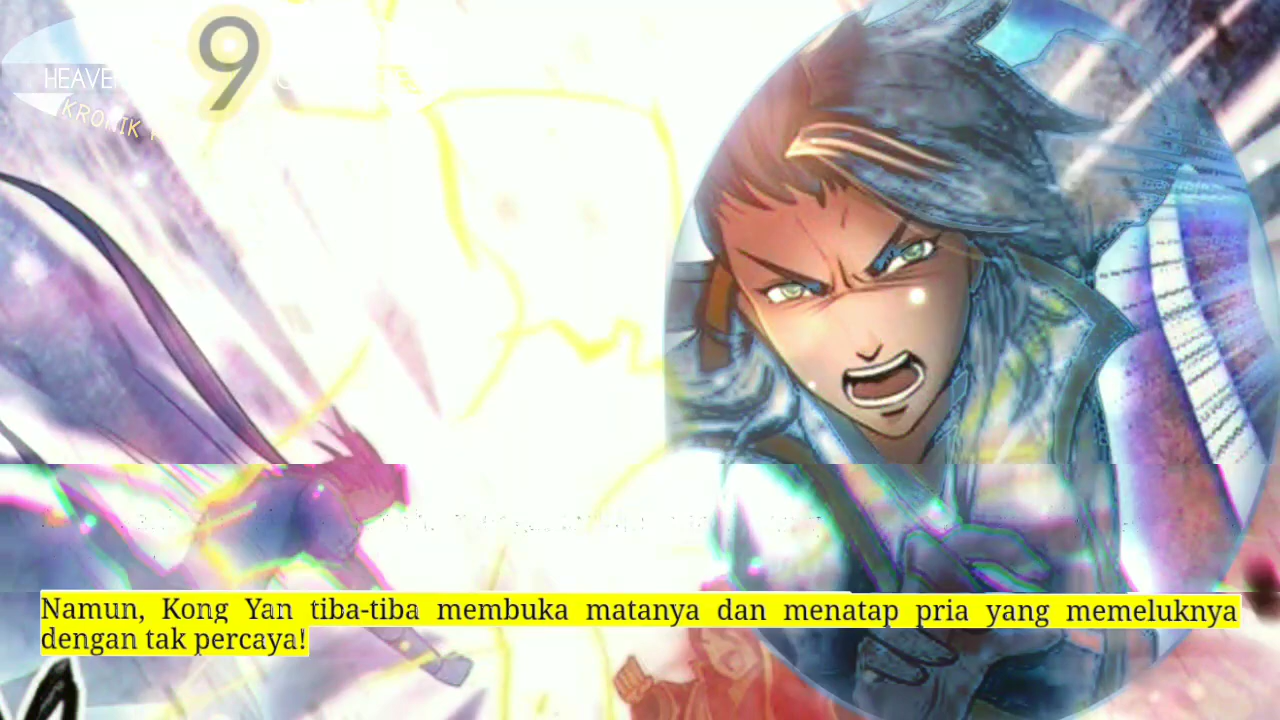 9
HEAVEN
KRONIK
Namun, Kong Yan tiba-tiba membuka matanya dan menatap pria yang memeluknya
dengan tak percaya!